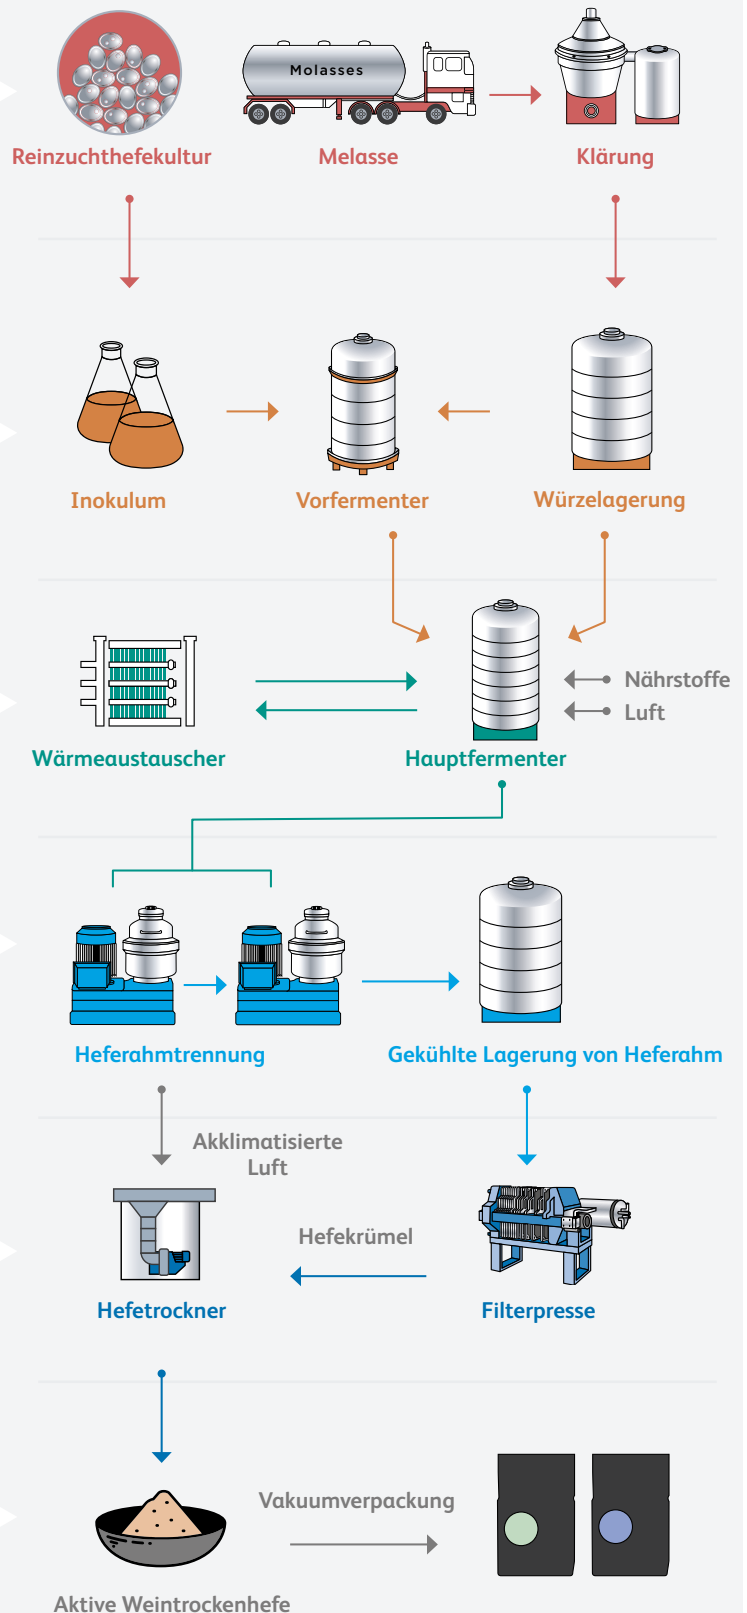 Molasses
Reinzuchthefekultur
Melasse
Klärung
Inokulum
Vorfermenter
Würzelagerung
Nährstoffe
Luft
Wärmeaustauscher
Hauptfermenter
Heferahmtrennung
Gekühlte Lagerung von Heferahm
Akklimatisierte
Luft
Hefekrümel
Hefetrockner
Filterpresse
Vakuumverpackung
Aktive Weintrockenhefe